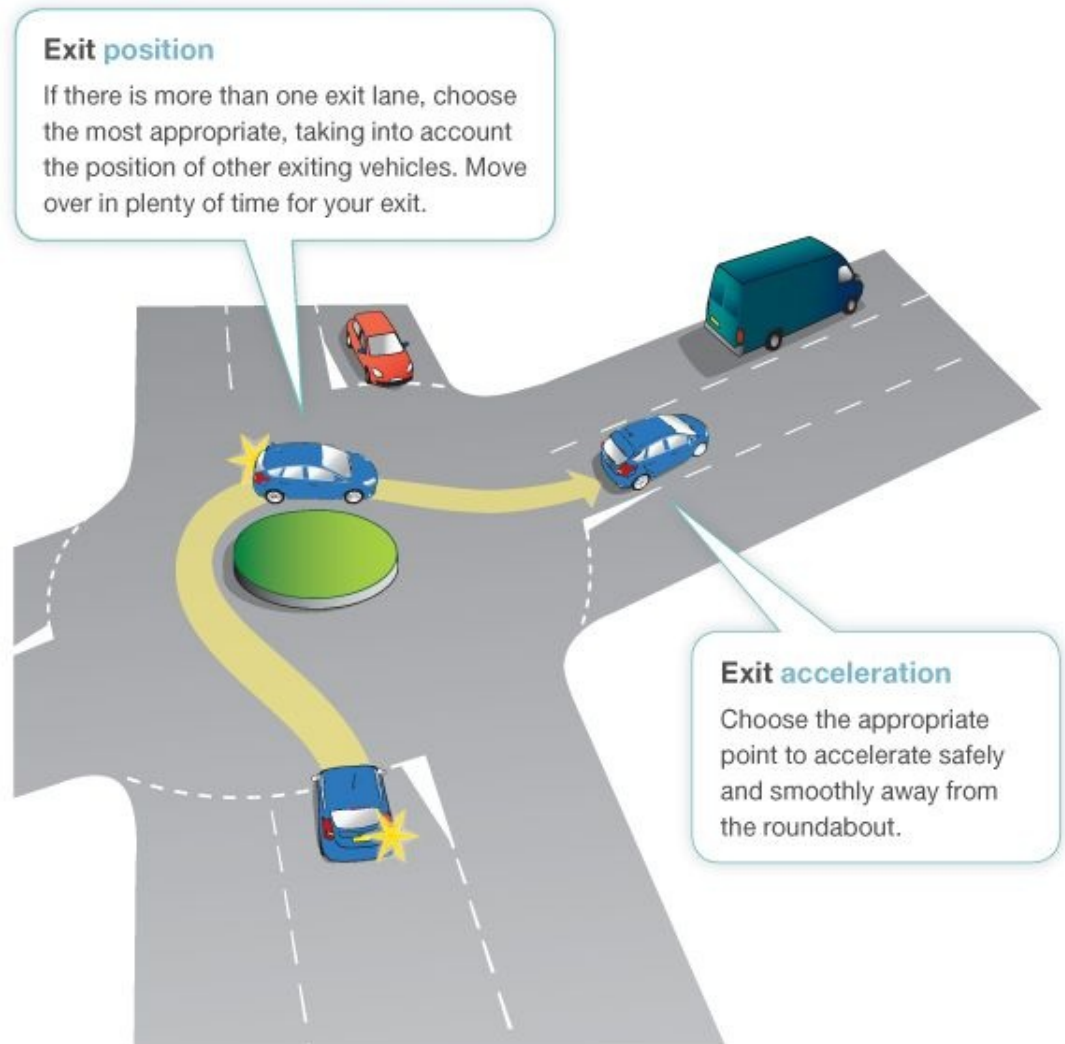 Exit position
If there is more than one exit lane, choose
the most appropriate, taking into account
the position of other exiting vehicles. Move
over in plenty of time for your exit.
Exit acceleration
Choose the appropriate
point to accelerate safely
and smoothly away from
the roundabout.